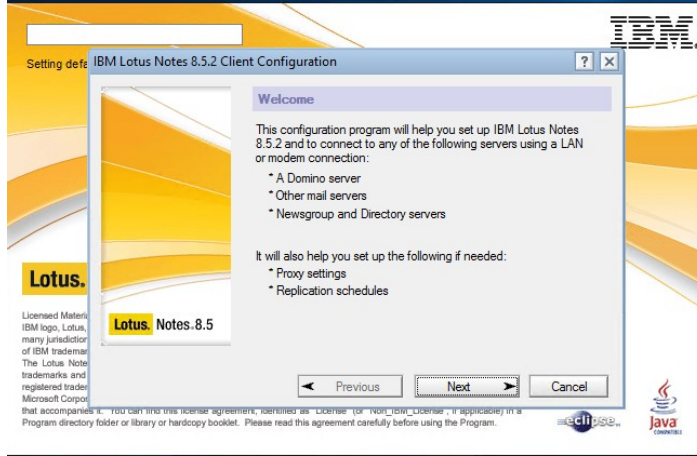 IBM.
Setting defa
IBM Lotus Notes 8.5.2 Client Configuration
?
X
Welcome
This configuration program will help you set up IBM Lotus Notes
8.5.2 and to connect to any of the following servers using a LAN
or modem connection:
* A Domino server
* Other mail servers
* Newsgroup and Directory servers
It will also help you set up the following if needed:
* Proxy settings
* Replication schedules
Lotus. Notes.8.5
Previous
Next
Cancel
Lotus.
Licensed Materi
IBM logo, Lotus,
many jurisdiction
of IBM trademar
The Lotus Note
trademarks and
registered trader
Microsoft Corpor
that accompanies it. You can find this license agreement, identified as "License" (or "Non_IBM_License", if applicable) in a
Program directory folder or library or hardcopy booklet. Please read this agreement carefully before using the Program.
eclipse
Java
COMPATIBLE